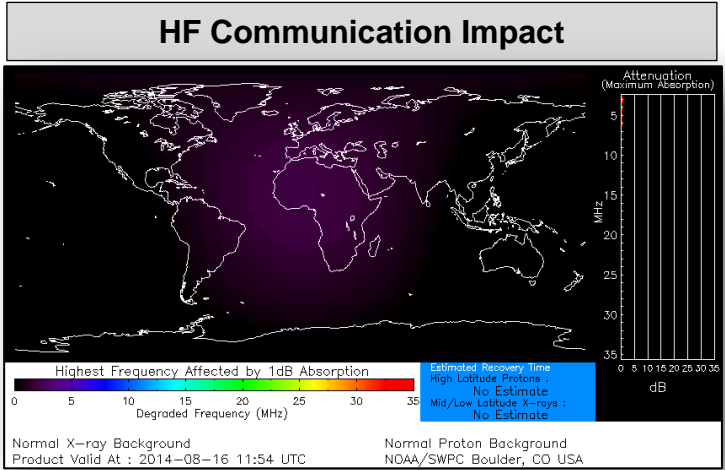 HF Communication Impact
Attenuation
(Maximum Absorption)
5
10
15
MHz
20
25
30
35
0 5 10 15 20 25 30 35
dB
Highest Frequency Affected by 1dB Absorption
0 5 10 15 20 25 30 35
Degraded Frequency (MHz)
Estimated Recovery Time
High Latitude Protons :
No Estimate
Mid/Low Latitude X-rays :
No Estimate
Normal X-ray Background
Normal Proton Background
Product Valid At : 2014-08-16 11:54 UTC
NOAA/SWPC Boulder, CO USA